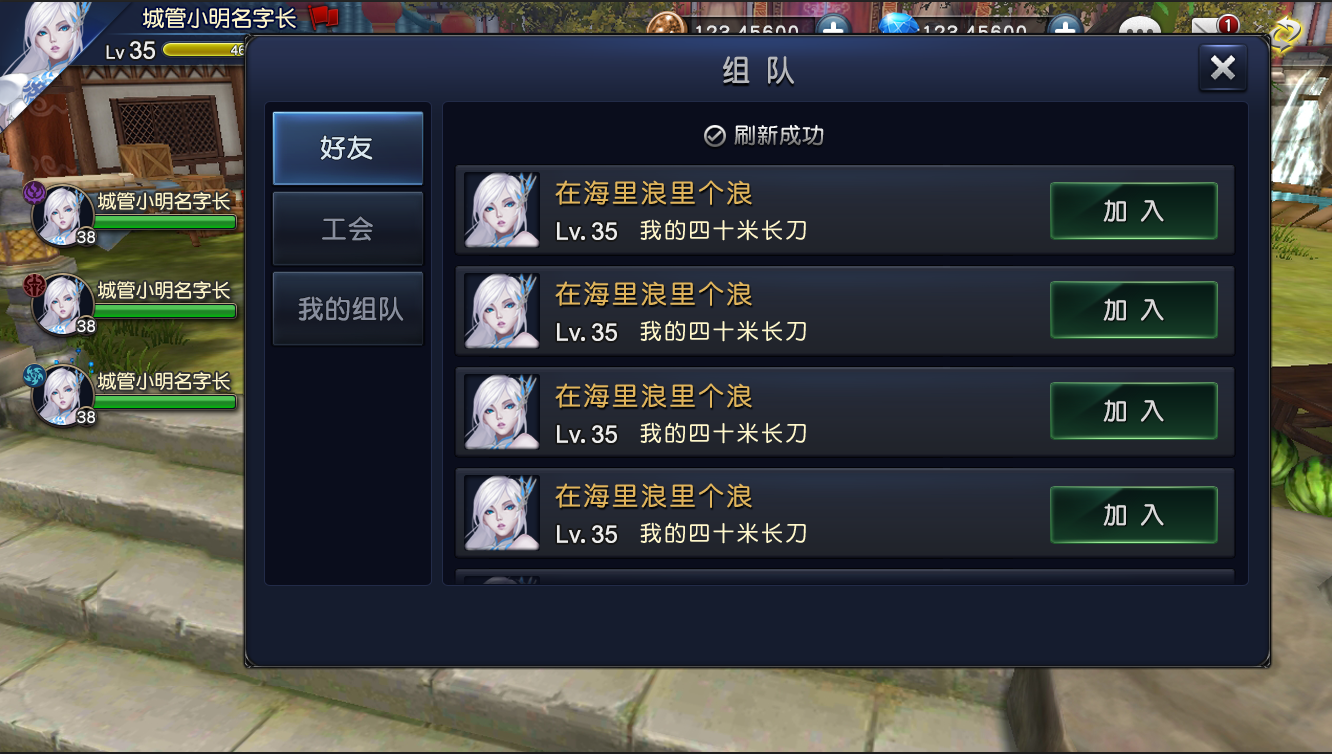 城管小明名字长
Lv 35
46
123,45600
123,45600
1
组 队
好友
工会
我的组队
刷新成功
城管小明名字长
38
城管小明名字长
38
城管小明名字长
38
在海里浪里个浪
Lv. 35 我的四十米长刀
加 入
在海里浪里个浪
Lv. 35 我的四十米长刀
加 入
在海里浪里个浪
Lv. 35 我的四十米长刀
加 入
在海里浪里个浪
Lv. 35 我的四十米长刀
加 入